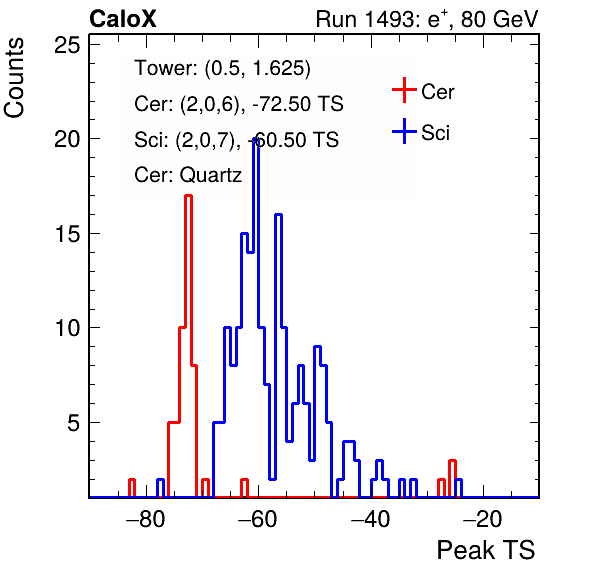 CaloX Run 1493: e⁺, 80 GeV
Counts
25
Tower: (0.5, 1.625)
Cer: (2,0,6), -72.50 TS
Sci: (2,0,7), -60.50 TS
Cer: Quartz
Cer
Sci
20
15
10
5
−80 −60 −40 −20
Peak TS